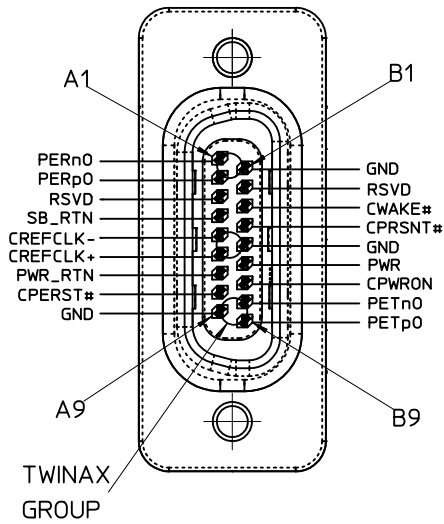 A1
B1
PERn0
PERp0
RSVD
SB_RTN
CREFCLK-
CREFCLK+
PWR_RTN
CPERST#
GND
GND
RSVD
CWAKE#
CPRSNT#
GND
PWR
CPWRON
PETn0
PETp0
A9
B9
TWINAX
GROUP